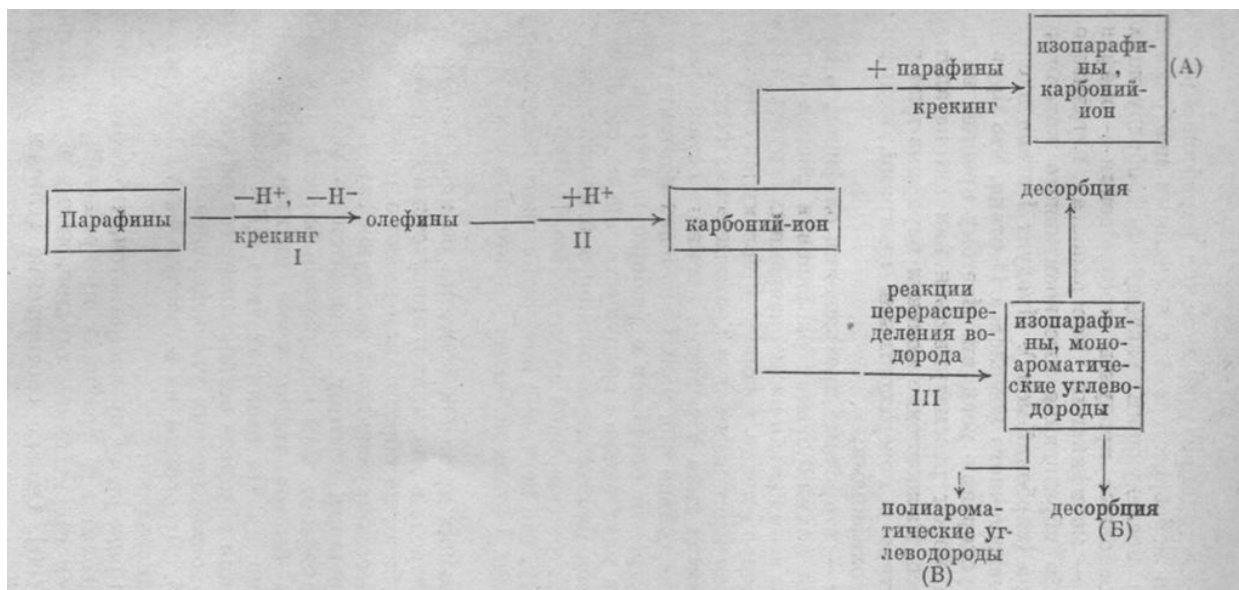 изопарафи-
ны ,
карбоний-
ион
(А)
+ парафины
крекинг
десорбция
Парафины
—Н⁺, —Н⁻
крекинг
I
олефины
+Н⁺
II
карбоний-ион
реакции
перераспре-
деления во-
дорода
III
изопарафи-
ны, моно-
ароматиче-
ские углево-
дороды
полиарома-
тические уг-
леводороды
(В)
десорбция
(Б)